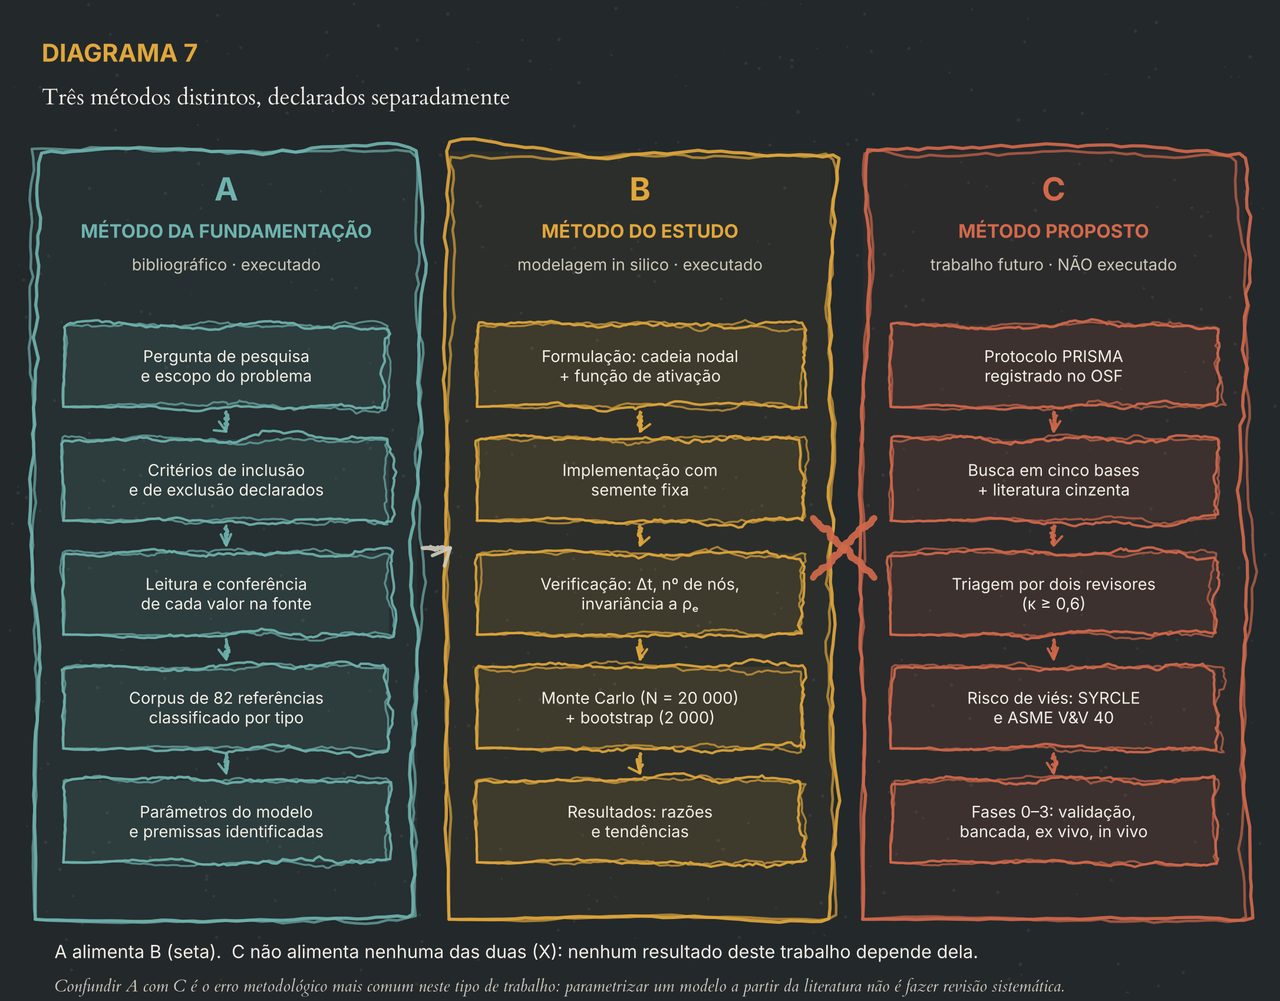 DIAGRAMA 7
Três métodos distintos, declarados separadamente
A
MÉTODO DA FUNDAMENTAÇÃO
bibliográfico · executado
Pergunta de pesquisa
e escopo do problema
Critérios de inclusão
e de exclusão declarados
Leitura e conferência
de cada valor na fonte
Corpus de 82 referências
classificado por tipo
Parâmetros do modelo
e premissas identificadas
B
MÉTODO DO ESTUDO
modelagem in silico · executado
Formulação: cadeia nodal
+ função de ativação
Implementação com
semente fixa
Verificação: Δt, nº de nós,
invariância a ρₑ
Monte Carlo (N = 20 000)
+ bootstrap (2 000)
Resultados: razões
e tendências
C
MÉTODO PROPOSTO
trabalho futuro · NÃO executado
Protocolo PRISMA
registrado no OSF
Busca em cinco bases
+ literatura cinzenta
Triagem por dois revisores
(κ ≥ 0,6)
Risco de viés: SYRCLE
e ASME V&V 40
Fases 0–3: validação,
bancada, ex vivo, in vivo
A alimenta B (seta).  C não alimenta nenhuma das duas (X): nenhum resultado deste trabalho depende dela.
Confundir A com C é o erro metodológico mais comum neste tipo de trabalho: parametrizar um modelo a partir da literatura não é fazer revisão sistemática.